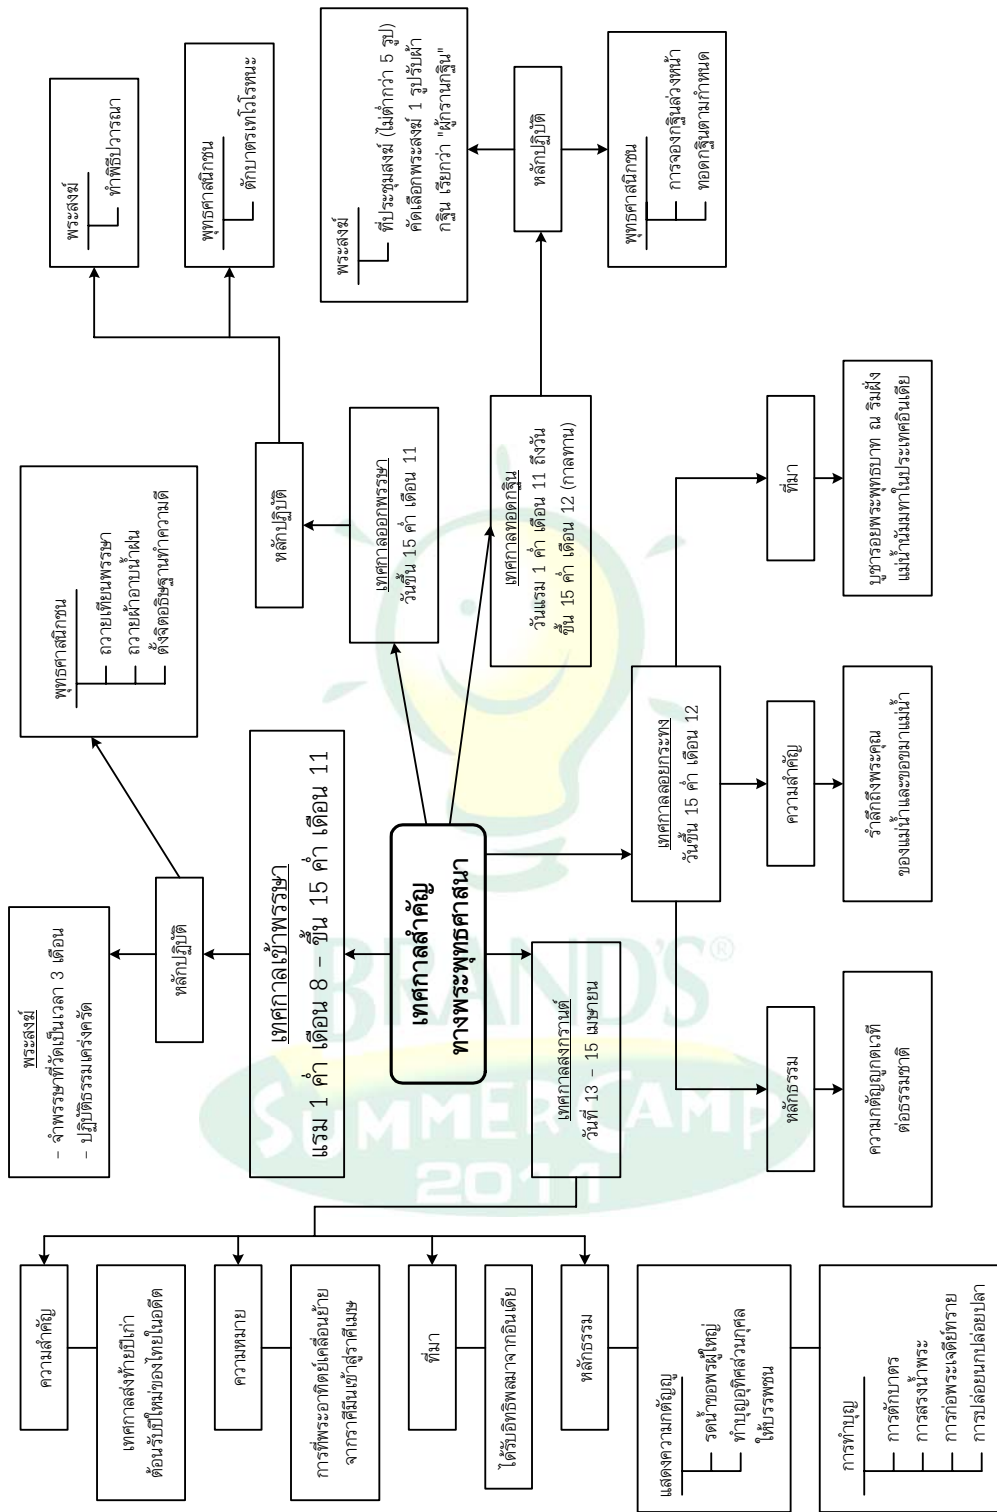 เทศกาลสำคัญ
ทางพระพุทธศาสนา
เทศกาลเข้าพรรษา
แรม 1 ค่ำ เดือน 8 – ขึ้น 15 ค่ำ เดือน 11
หลักปฏิบัติ
พระสงฆ์
– จำพรรษาที่วัดเป็นเวลา 3 เดือน
– ปฏิบัติธรรมเคร่งครัด
พุทธศาสนิกชน
ถวายเทียนพรรษา
ถวายผ้าอาบน้ำฝน
ตั้งจิตอธิษฐานทำความดี
เทศกาลออกพรรษา
วันขึ้น 15 ค่ำ เดือน 11
หลักปฏิบัติ
พระสงฆ์
ทำพิธีปวารณา
พุทธศาสนิกชน
ตักบาตรเทโวโรหนะ
เทศกาลทอดกฐิน
วันแรม 1 ค่ำ เดือน 11 ถึงวัน
ขึ้น 15 ค่ำ เดือน 12 (กาลทาน)
หลักปฏิบัติ
พระสงฆ์
ที่ประชุมสงฆ์ (ไม่ต่ำกว่า 5 รูป)
คัดเลือกพระสงฆ์ 1 รูปรับผ้า
กฐิน เรียกว่า "ผู้กรานกฐิน"
พุทธศาสนิกชน
การจองกฐินล่วงหน้า
ทอดกฐินตามกำหนด
เทศกาลลอยกระทง
วันขึ้น 15 ค่ำ เดือน 12
หลักธรรม
ความกตัญญูกตเวที
ต่อธรรมชาติ
ความสำคัญ
รำลึกถึงพระคุณ
ของแม่น้ำและขอขมาแม่น้ำ
ที่มา
บูชารอยพระพุทธบาท ณ ริมฝั่ง
แม่น้ำนัมมทาในประเทศอินเดีย
เทศกาลสงกรานต์
วันที่ 13 – 15 เมษายน
ความสำคัญ
เทศกาลส่งท้ายปีเก่า
ต้อนรับปีใหม่ของไทยในอดีต
ความหมาย
การที่พระอาทิตย์เคลื่อนย้าย
จากราศีมีนเข้าสู่ราศีเมษ
ที่มา
ได้รับอิทธิพลมาจากอินเดีย
หลักธรรม
แสดงความกตัญญู
รดน้ำขอพรผู้ใหญ่
ทำบุญอุทิศส่วนกุศล
ให้บรรพชน
การทำบุญ
การตักบาตร
การสรงน้ำพระ
การก่อพระเจดีย์ทราย
การปล่อยนกปล่อยปลา
BRAND'S®
SUMMER CAMP
2011